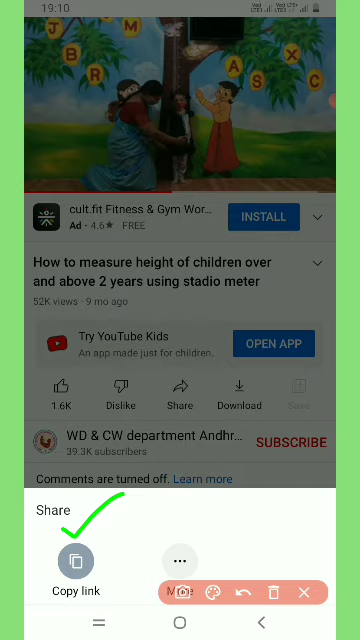 19:10
J
M
B
R
A
X
S
C
cult.fit Fitness & Gym Wor...
Ad • 4.6★ FREE
INSTALL
How to measure height of children over
and above 2 years using stadio meter
52K views • 9 mo ago
Try YouTube Kids
An app made just for children.
OPEN APP
1.6K
Dislike
Share
Download
Save
WD & CW department Andhr...
39.3K subscribers
SUBSCRIBE
Comments are turned off. Learn more
Share
Copy link